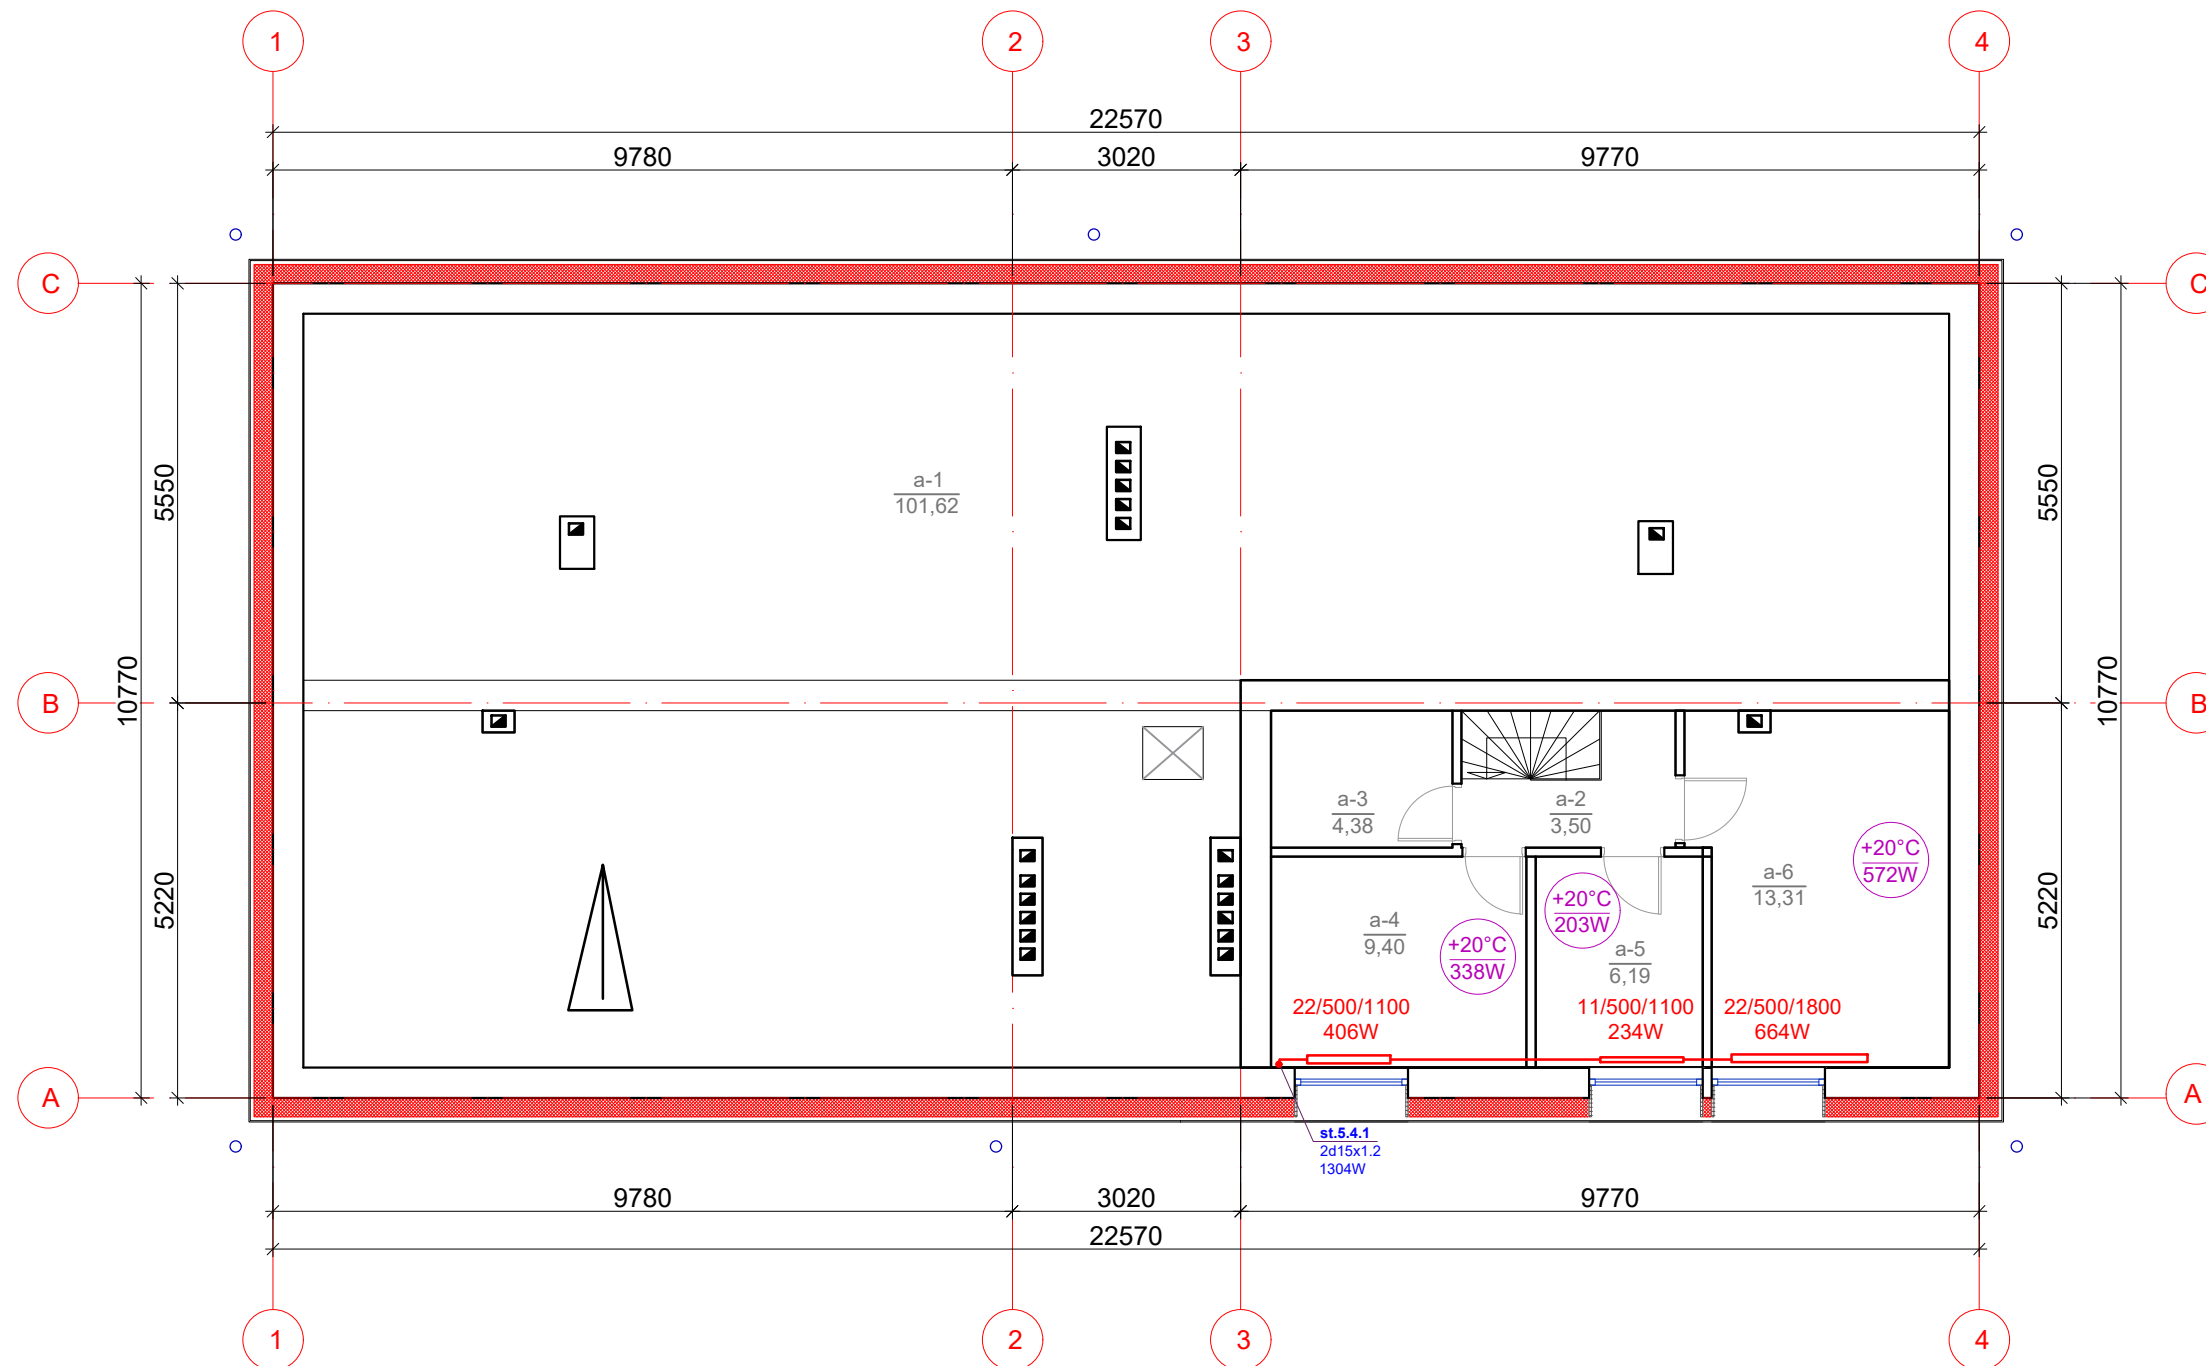 1 2 3 4
22570
9780 3020 9770
C C
5550 5550
a-1
101,62
10770 10770
B B
a-3
4,38
a-2
3,50
+20°C
572W
a-6
13,31
5220 5220
+20°C
203W
a-4
9,40
+20°C
338W
a-5
6,19
22/500/1100
406W
11/500/1100
234W
22/500/1800
664W
A A
st.5.4.1
2d15x1.2
1304W
9780 3020 9770
22570
1 2 3 4